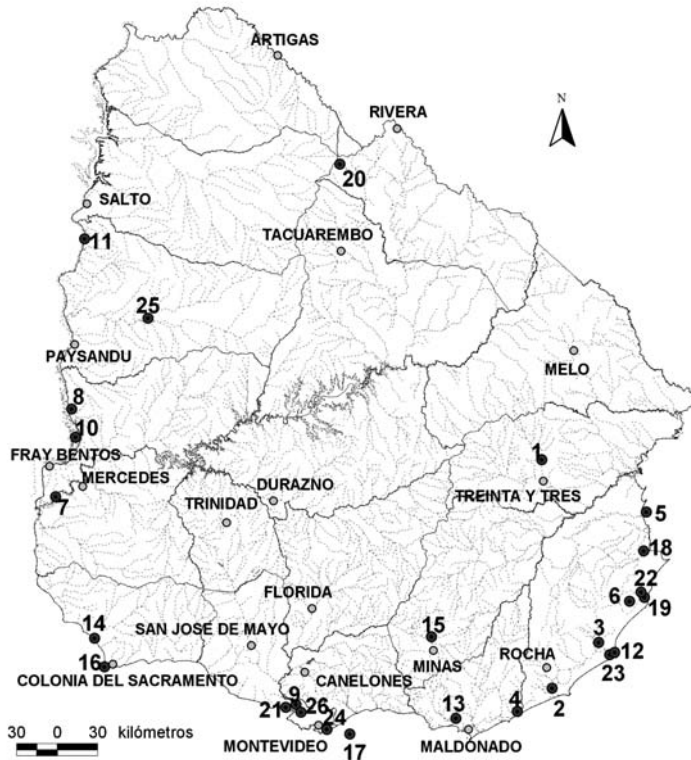 ARTIGAS
RIVERA
N
20
SALTO
TACUAREMBO
11
25
PAYSANDU
MELO
8
10
1
FRAY BENTOS
MERCEDES
DURAZNO
TREINTA Y TRES
7
TRINIDAD
5
18
22
FLORIDA
6
19
14
SAN JOSE DE MAYO
15
3
12
16
MINAS
ROCHA
23
COLONIA DEL SACRAMENTO
CANELONES
9
2
21
26
13
4
24
30 0 30 kilómetros
MONTEVIDEO
17
MALDONADO